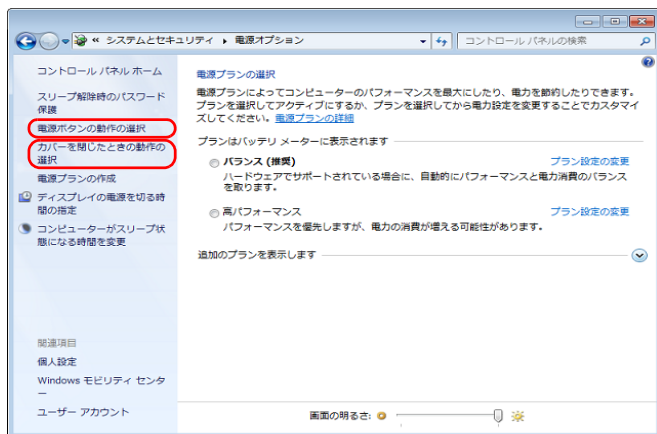 « システムとセキュリティ ▸ 電源オプション
コントロール パネルの検索
コントロール パネル ホーム
スリープ解除時のパスワード
保護
電源ボタンの動作の選択
カバーを閉じたときの動作の
選択
電源プランの作成
ディスプレイの電源を切る時
間の指定
コンピューターがスリープ状
態になる時間を変更
関連項目
個人設定
Windows モビリティ センタ
ー
ユーザー アカウント
電源プランの選択
電源プランによってコンピューターのパフォーマンスを最大にしたり、電力を節約したりできます。
プランを選択してアクティブにするか、プランを選択してから電力設定を変更することでカスタマイ
ズしてください。電源プランの詳細
プランはバッテリ メーターに表示されます
バランス (推奨) プラン設定の変更
ハードウェアでサポートされている場合に、自動的にパフォーマンスと電力消費のバランス
を取ります。
高パフォーマンス プラン設定の変更
パフォーマンスを優先しますが、電力の消費が増える可能性があります。
追加のプランを表示します
画面の明るさ: